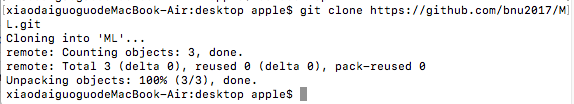 [xiaodaiguoguodeMacBook-Air:desktop apple$ git clone https://github.com/bnu2017/M]
L.git
Cloning into 'ML'...
remote: Counting objects: 3, done.
remote: Total 3 (delta 0), reused 0 (delta 0), pack-reused 0
Unpacking objects: 100% (3/3), done.
xiaodaiguoguodeMacBook-Air:desktop apple$